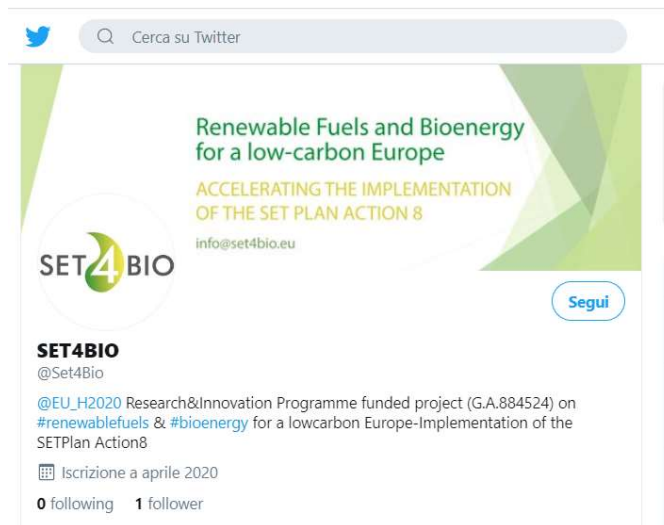 Cerca su Twitter
Renewable Fuels and Bioenergy
for a low-carbon Europe
ACCELERATING THE IMPLEMENTATION
OF THE SET PLAN ACTION 8
info@set4bio.eu
SET4BIO
Segui
SET4BIO
@Set4Bio
@EU_H2020 Research&Innovation Programme funded project (G.A.884524) on
#renewablefuels & #bioenergy for a lowcarbon Europe-Implementation of the
SETPlan Action8
Iscrizione a aprile 2020
0 following 1 follower